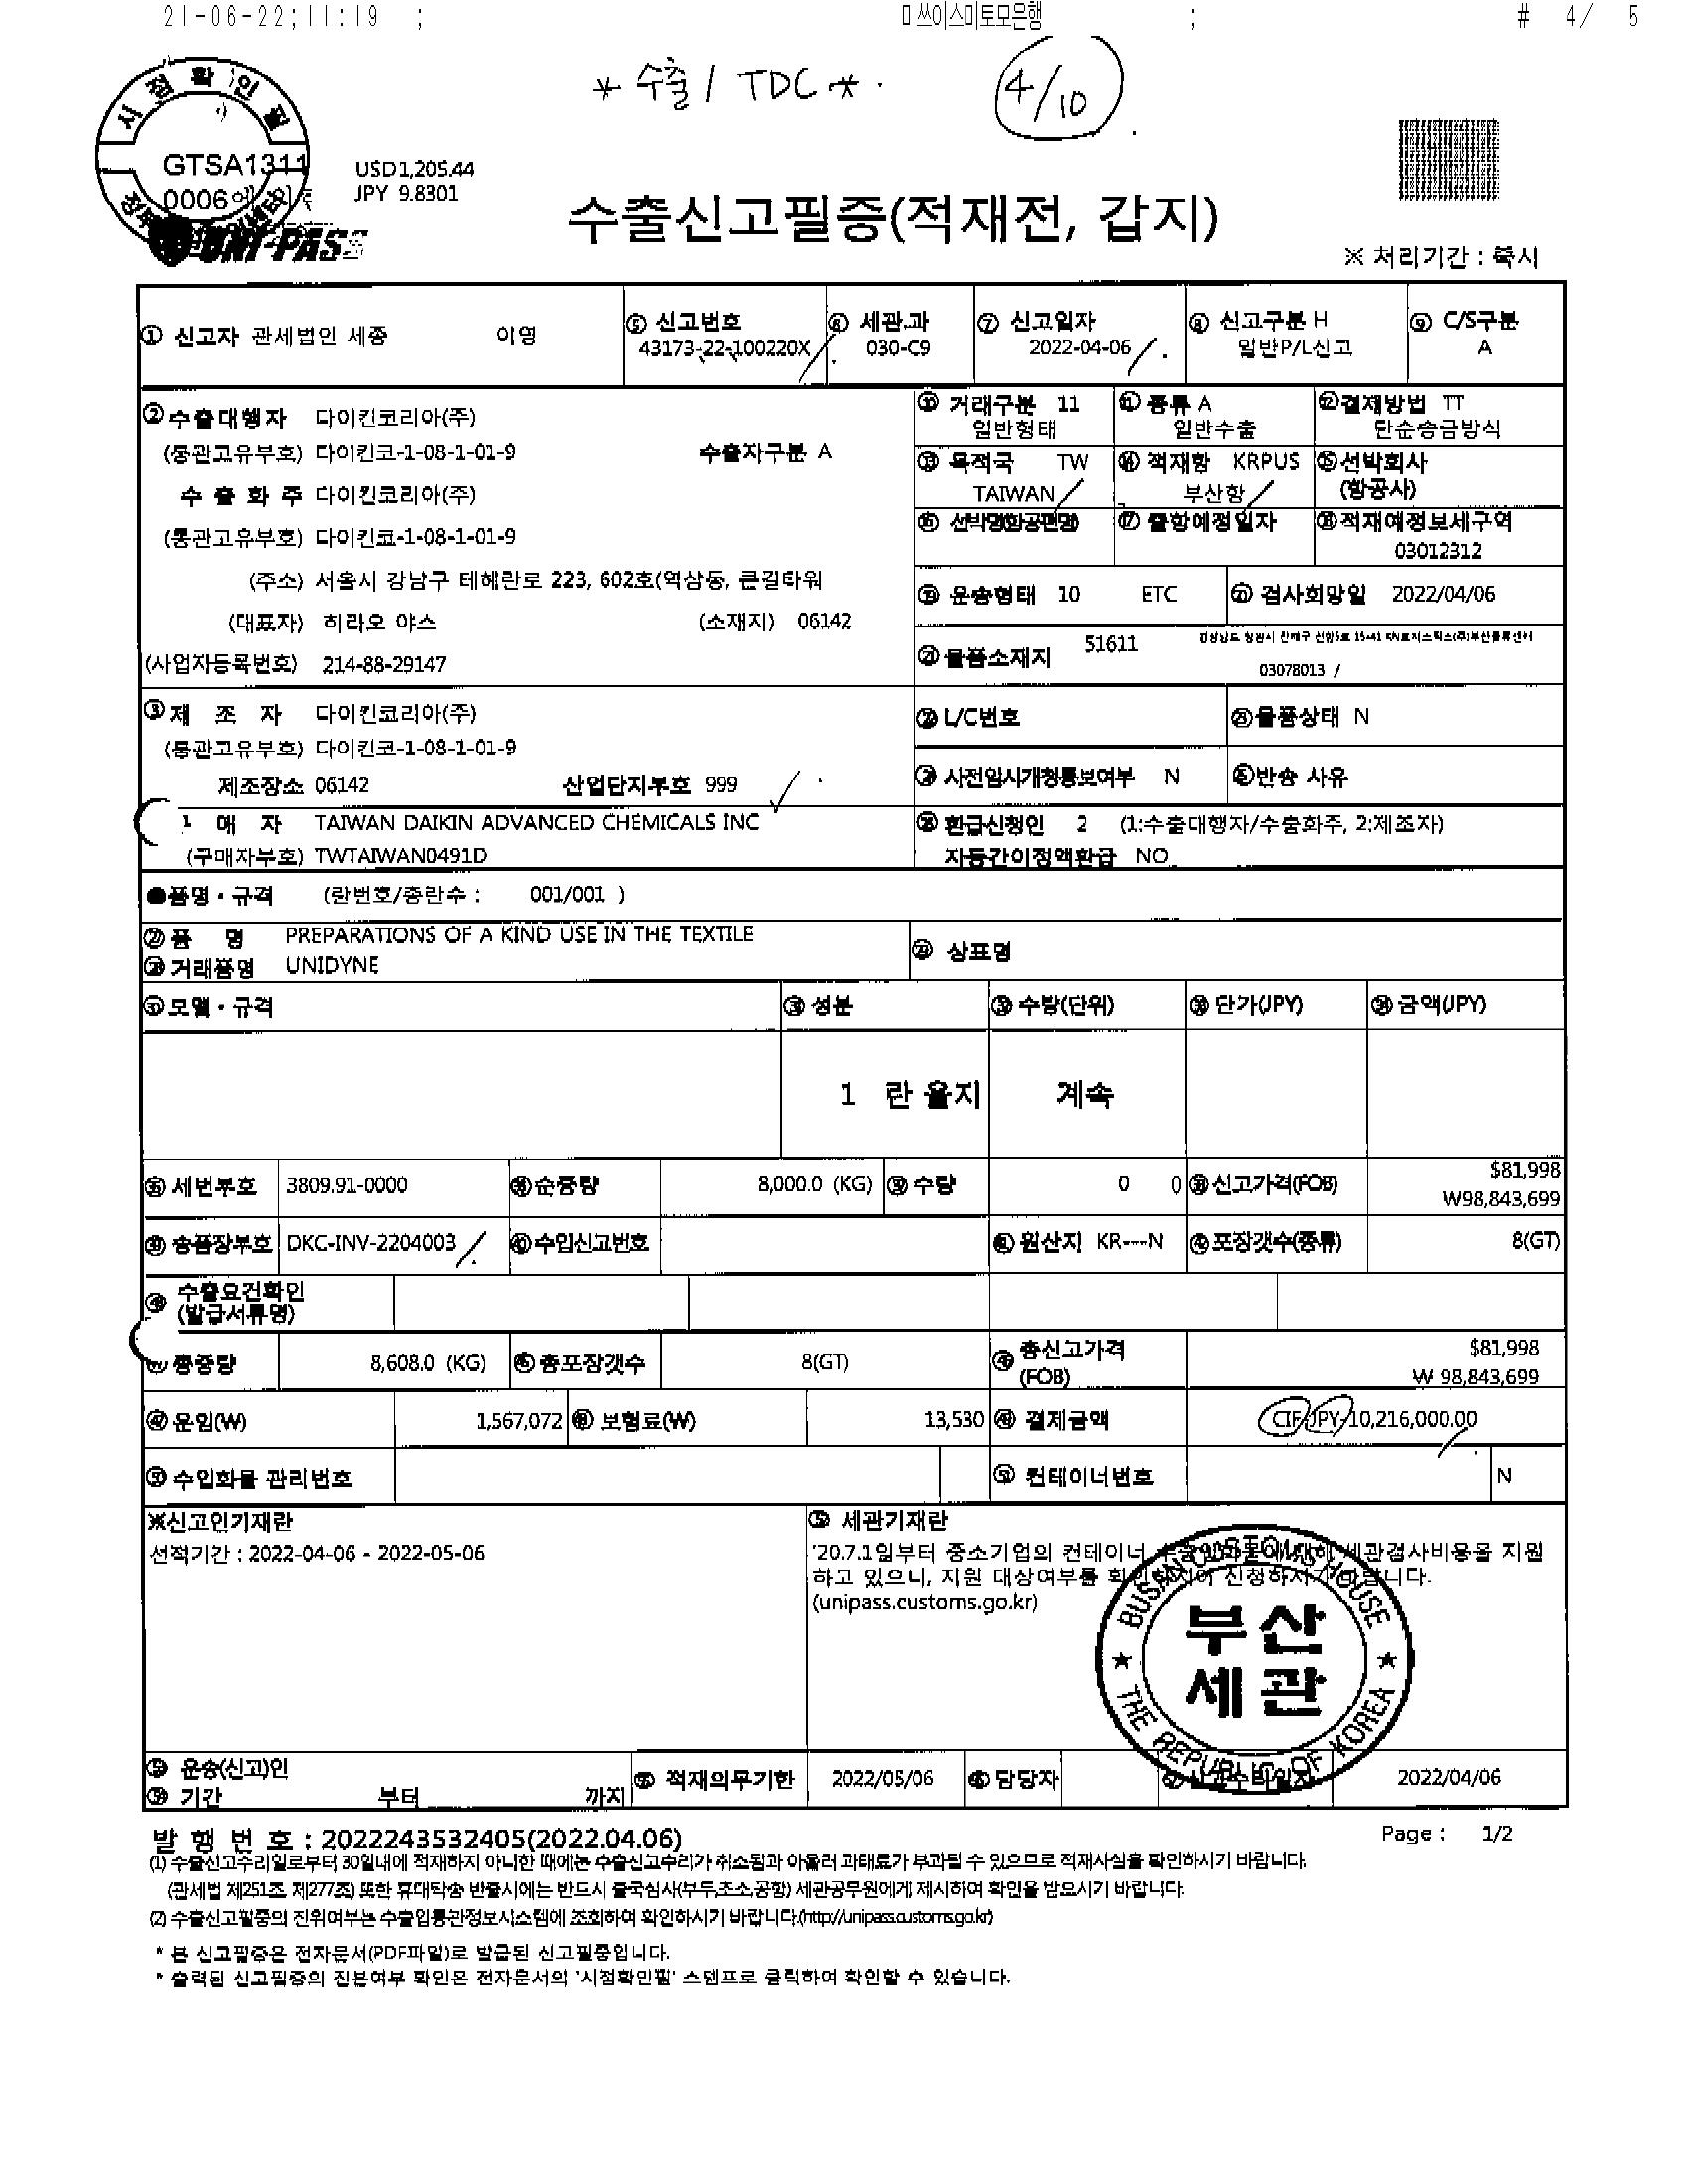 21-06-22;11:19 ; 미쓰이스미토모은행 ; # 4/ 5
* 수출 / TDC *. 4/10
시점확인필
GTSA1311
0006
USD1,205.44
JPY 9.8301
UNI-PASS
수출신고필증(적재전, 갑지)
※ 처리기간 : 즉시
① 신고자 관세법인 세종 이영
⑤ 신고번호
43173-22-100220X
⑥ 세관.과
030-C9
⑦ 신고일자
2022-04-06
⑧ 신고구분 H
일반P/L신고
⑨ C/S구분
A
② 수출대행자 다이킨코리아(주)
(통관고유부호) 다이킨코-1-08-1-01-9 수출자구분 A
수 출 화 주 다이킨코리아(주)
(통관고유부호) 다이킨코-1-08-1-01-9
(주소) 서울시 강남구 테헤란로 223, 602호(역삼동, 큰길타워
(대표자) 히라오 야스 (소재지) 06142
(사업자등록번호) 214-88-29147
⑩ 거래구분 11
일반형태
⑪ 종류 A
일반수출
⑫ 결제방법 TT
단순송금방식
⑬ 목적국 TW
TAIWAN
⑭ 적재항 KRPUS
부산항
⑮ 선박회사
(항공사)
⑯ 선박명(항공편명)
⑰ 출항예정일자
⑱ 적재예정보세구역
03012312
⑲ 운송형태 10 ETC
⑳ 검사희망일 2022/04/06
㉑ 물품소재지 51611
03078013 /
③ 제 조 자 다이킨코리아(주)
(통관고유부호) 다이킨코-1-08-1-01-9
제조장소 06142 산업단지부호 999
㉒ L/C번호
㉓ 물품상태 N
㉔ 사전임시개청통보여부 N
㉕ 반송 사유
매 자 TAIWAN DAIKIN ADVANCED CHEMICALS INC
(구매자부호) TWTAIWAN0491D
㉖ 환급신청인 2 (1:수출대행자/수출화주, 2:제조자)
자동간이정액환급 NO
●품명 · 규격 (란번호/총란수 : 001/001 )
㉗ 품 명 PREPARATIONS OF A KIND USE IN THE TEXTILE
㉘ 거래품명 UNIDYNE
㉙ 상표명
㉚ 모델 · 규격
㉛ 성분
㉜ 수량(단위)
㉝ 단가(JPY)
㉞ 금액(JPY)
1 란 을지 계속
㉟ 세번부호 3809.91-0000
㊱ 순중량 8,000.0 (KG)
㊲ 수량 0 0
㊳ 신고가격(FOB) $81,998
₩98,843,699
㊴ 송품장부호 DKC-INV-2204003
㊵ 수입신고번호
㊶ 원산지 KR---N
㊷ 포장갯수(종류) 8(GT)
㊸ 수출요건확인
(발급서류명)
총중량 8,608.0 (KG)
㊺ 총포장갯수 8(GT)
㊻ 총신고가격
(FOB)
$81,998
₩ 98,843,699
㊼ 운임(₩) 1,567,072
㊽ 보험료(₩) 13,530
㊾ 결제금액 CIF-JPY-10,216,000.00
㊿ 수입화물 관리번호
컨테이너번호 N
※신고인기재란
선적기간 : 2022-04-06 - 2022-05-06
세관기재란
'20.7.1일부터 중소기업의 컨테이너 수출입화물에 대해 세관검사비용을 지원
하고 있으니, 지원 대상여부를 확인하시어 신청하시기 바랍니다.
(unipass.customs.go.kr)
BUSAN CUSTOMS HOUSE
부산
세관
THE REPUBLIC OF KOREA
운송(신고)인
기간 부터 까지
적재의무기한 2022/05/06
담당자
신고수리일자 2022/04/06
발 행 번 호 : 2022243532405(2022.04.06)
Page : 1/2
(1) 수출신고수리일로부터 30일내에 적재하지 아니한 때에는 수출신고수리가 취소됨과 아울러 과태료가 부과될 수 있으므로 적재사실을 확인하시기 바랍니다.
(관세법 제251조, 제277조) 또한 휴대탁송 반출시에는 반드시 출국심사(부두,초소,공항) 세관공무원에게 제시하여 확인을 받으시기 바랍니다.
(2) 수출신고필증의 진위여부는 수출입통관정보시스템에 조회하여 확인하시기 바랍니다.(http://unipass.customs.go.kr)
* 본 신고필증은 전자문서(PDF파일)로 발급된 신고필증입니다.
* 출력된 신고필증의 진본여부 확인은 전자문서의 '시점확인필' 스탬프로 클릭하여 확인할 수 있습니다.